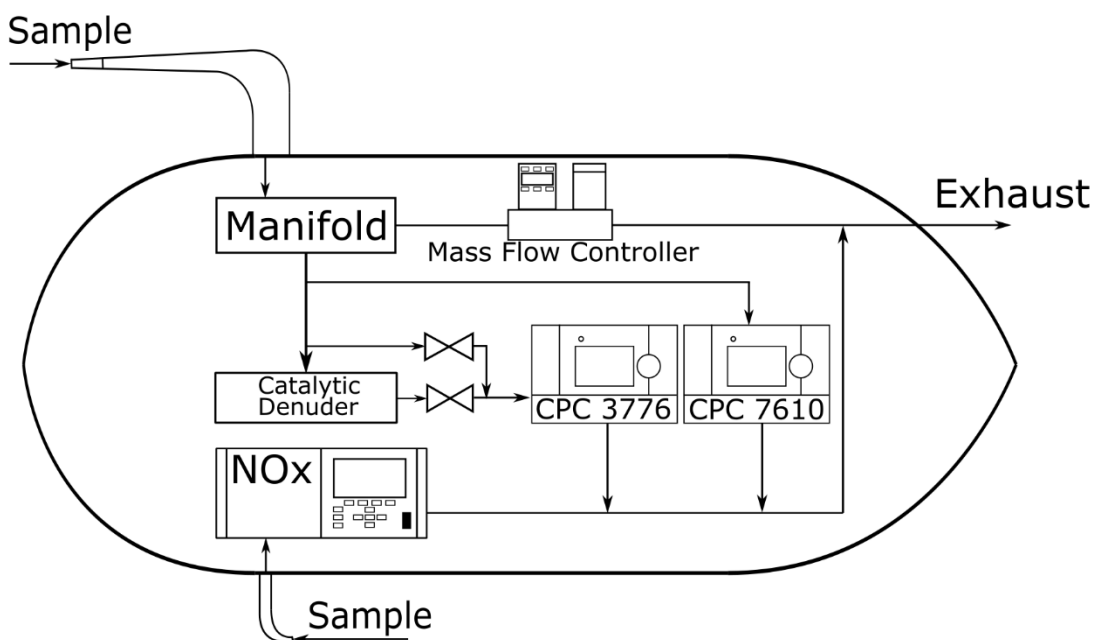 Sample
Manifold
Mass Flow Controller
Exhaust
Catalytic
Denuder
CPC 3776
CPC 7610
NOx
Sample